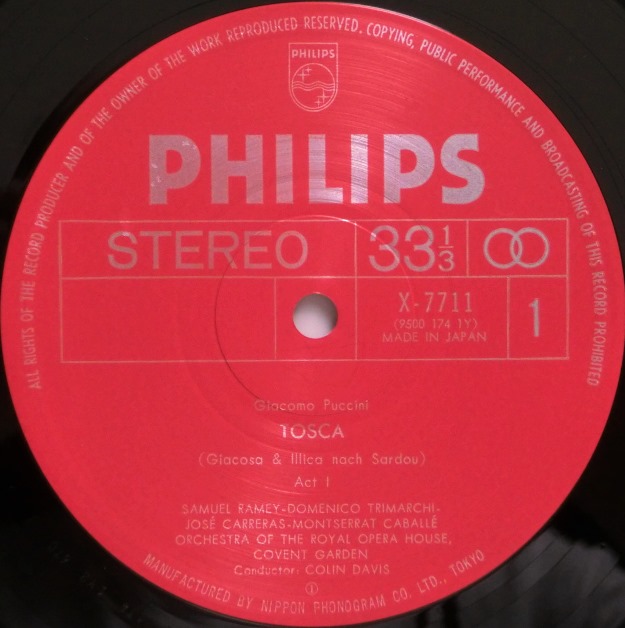 ALL RIGHTS OF THE RECORD PRODUCER AND OF THE OWNER OF THE WORK REPRODUCED RESERVED. COPYING, PUBLIC PERFORMANCE AND BROADCASTING OF THIS RECORD PROHIBITED
PHILIPS
PHILIPS
STEREO
33 1/3
X-7711
(9500 174 1Y)
MADE IN JAPAN
1
Giacomo Puccini
TOSCA
(Giacosa & Illica nach Sardou)
Act I
SAMUEL RAMEY-DOMENICO TRIMARCHI-
JOSÉ CARRERAS-MONTSERRAT CABALLÉ
ORCHESTRA OF THE ROYAL OPERA HOUSE,
COVENT GARDEN
Conductor: COLIN DAVIS
MANUFACTURED BY NIPPON PHONOGRAM CO. LTD., TOKYO